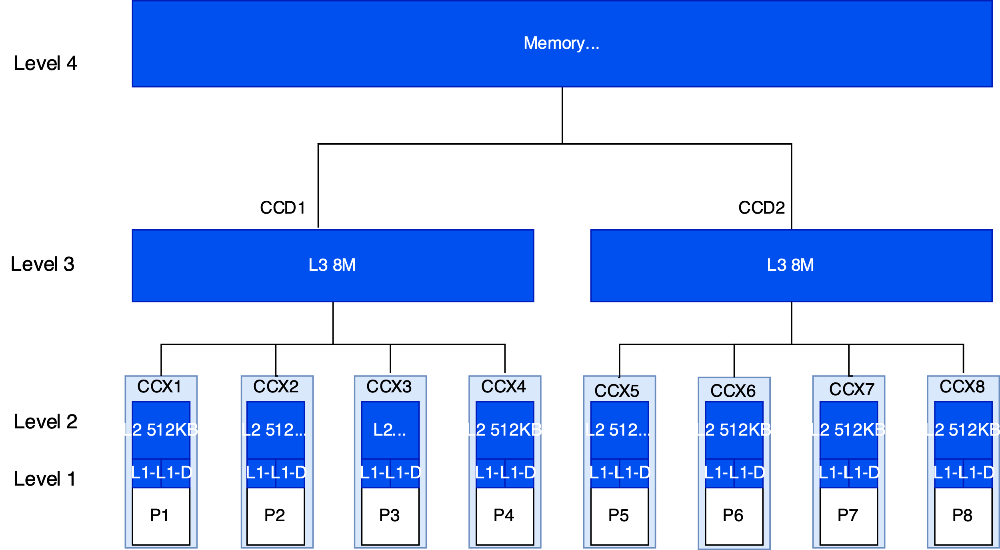 Memory...
Level 4
CCD1
CCD2
Level 3
L3 8M
L3 8M
CCX1
CCX2
CCX3
CCX4
CCX5
CCX6
CCX7
CCX8
Level 2
L2 512KB
L2 512...
L2...
L2 512KB
L2 512...
L2 512KB
L2 512KB
L2 512KB
Level 1
L1-L1-D
L1-L1-D
L1-L1-D
L1-L1-D
L1-L1-D
L1-L1-D
L1-L1-D
L1-L1-D
P1
P2
P3
P4
P5
P6
P7
P8